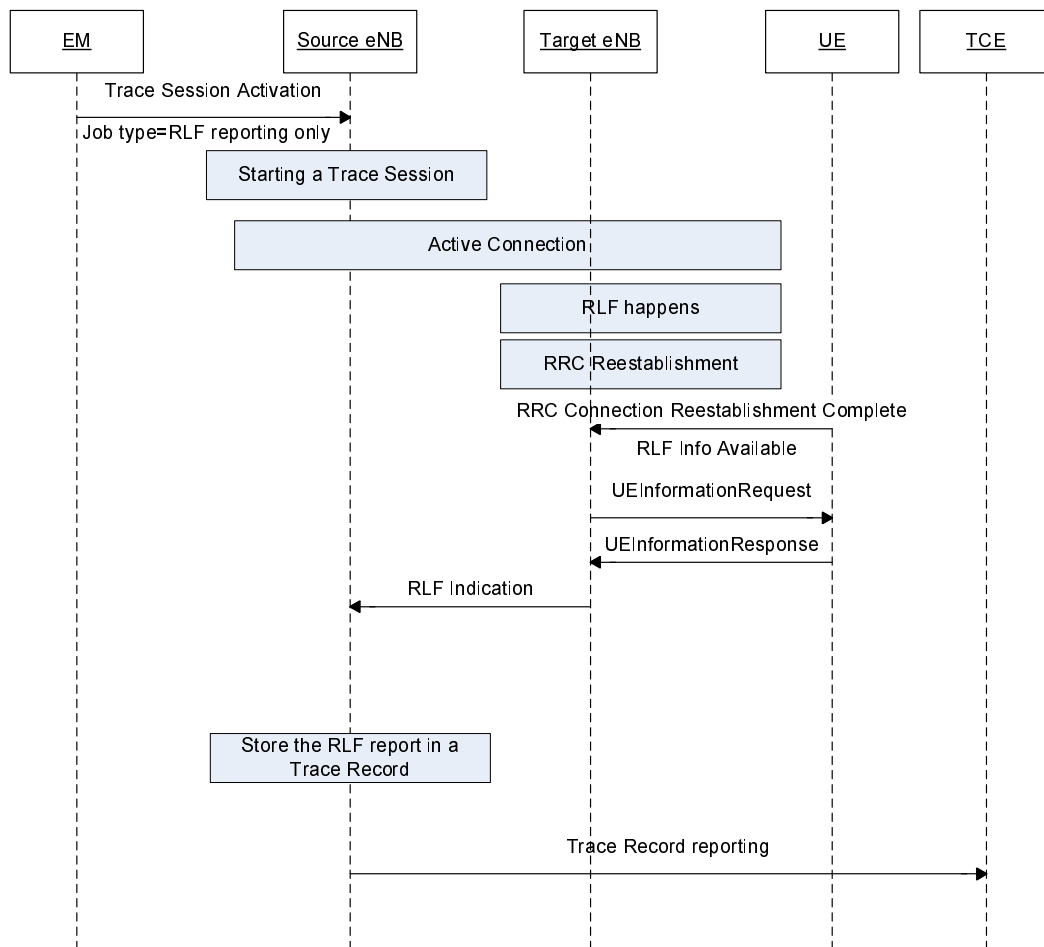 EM
Source eNB
Target eNB
UE
TCE
Trace Session Activation
Job type=RLF reporting only
Starting a Trace Session
Active Connection
RLF happens
RRC Reestablishment
RRC Connection Reestablishment Complete
RLF Info Available
UEInformationRequest
UEInformationResponse
RLF Indication
Store the RLF report in a
Trace Record
Trace Record reporting